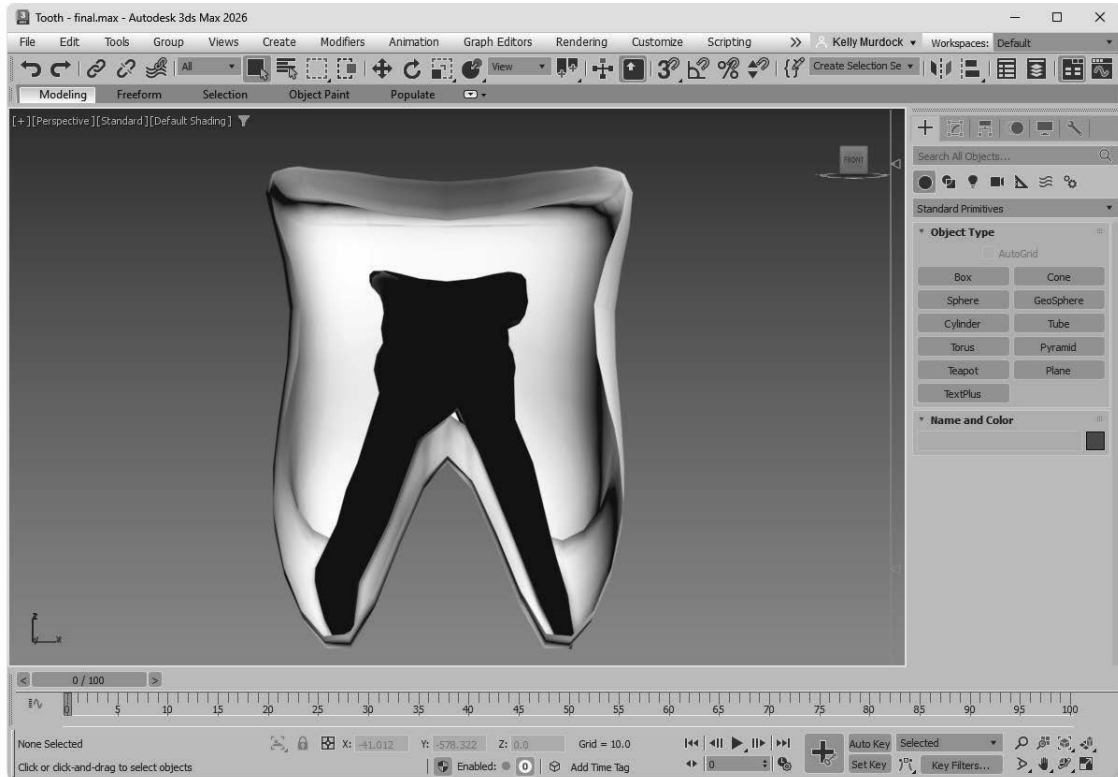 Tooth - final.max - Autodesk 3ds Max 2026
File Edit Tools Group Views Create Modifiers Animation Graph Editors Rendering Customize Scripting Kelly Murdock Workspaces: Default
All View Create Selection Se
Modeling Freeform Selection Object Paint Populate
[+][Perspective][Standard][Default Shading]
FRONT
Search All Objects...
Standard Primitives
Object Type
AutoGrid
Box Cone
Sphere GeoSphere
Cylinder Tube
Torus Pyramid
Teapot Plane
TextPlus
Name and Color
z
x
0 / 100
0 5 10 15 20 25 30 35 40 45 50 55 60 65 70 75 80 85 90 95 100
None Selected X: -41.012 Y: -578.322 Z: 0.0 Grid = 10.0 Auto Key Selected
Click or click-and-drag to select objects Enabled: 0 Add Time Tag 0 Set Key Key Filters...